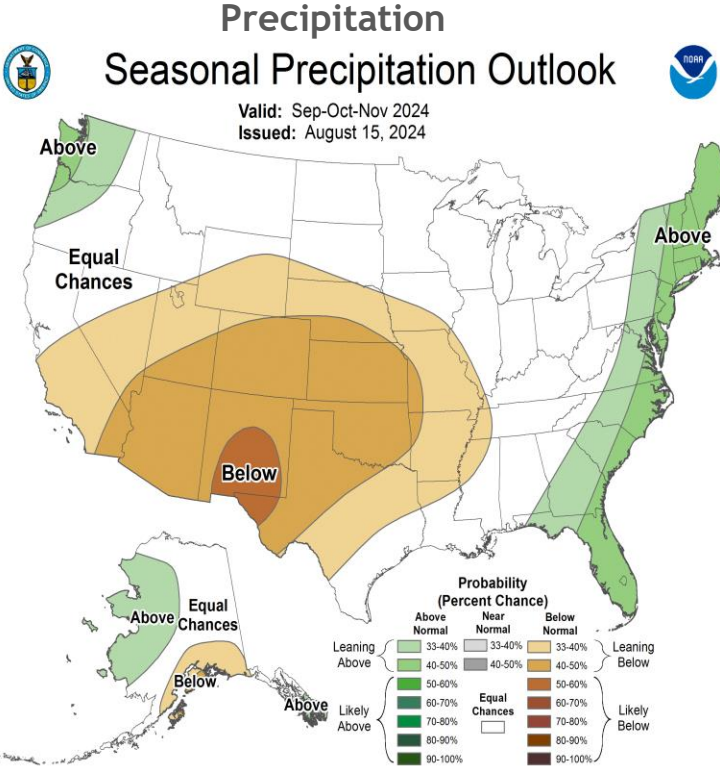 Precipitation
Seasonal Precipitation Outlook
NOAA
Valid: Sep-Oct-Nov 2024
Issued: August 15, 2024
Above
Above
Equal
Chances
Below
Above
Equal
Chances
Below
Above
Probability
(Percent Chance)
Above
Normal
Near
Normal
Below
Normal
Leaning
Above
33-40%
33-40%
33-40%
Leaning
Below
40-50%
40-50%
40-50%
Likely
Above
50-60%
60-70%
70-80%
80-90%
90-100%
Equal
Chances
50-60%
60-70%
70-80%
80-90%
90-100%
Likely
Below